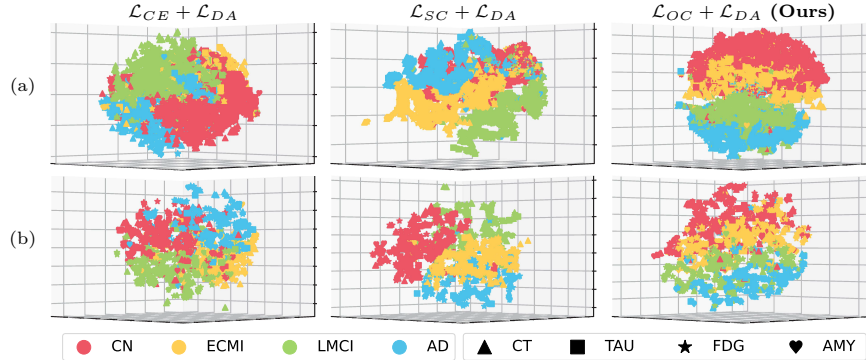 L_CE + L_DA L_SC + L_DA L_OC + L_DA (Ours)
(a)
(b)
CN ECMI LMCI AD CT TAU FDG AMY